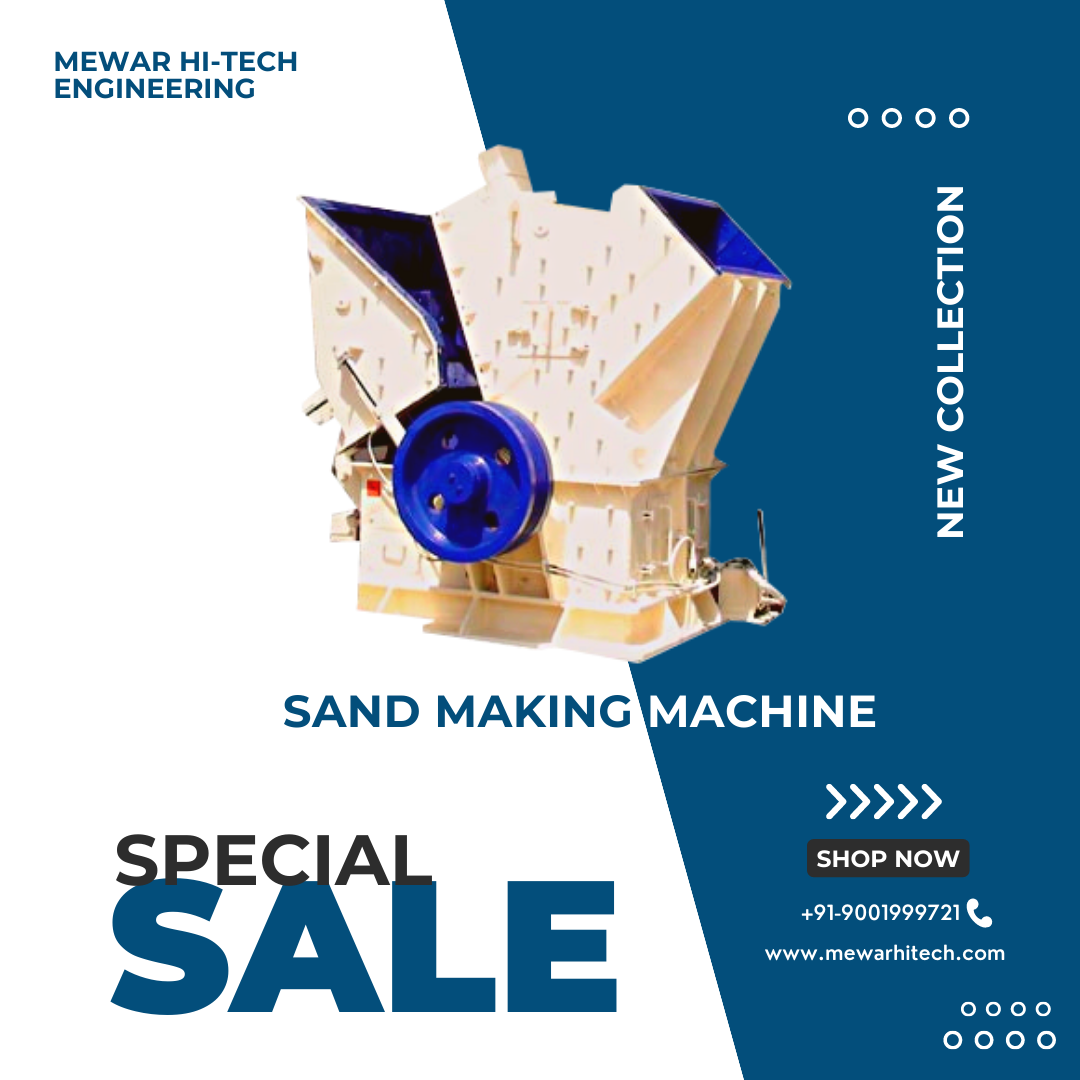 MEWAR HI-TECH
ENGINEERING
NEW COLLECTION
SAND MAKING MACHINE
SPECIAL
SALE
SHOP NOW
+91-9001999721
www.mewarhitech.com